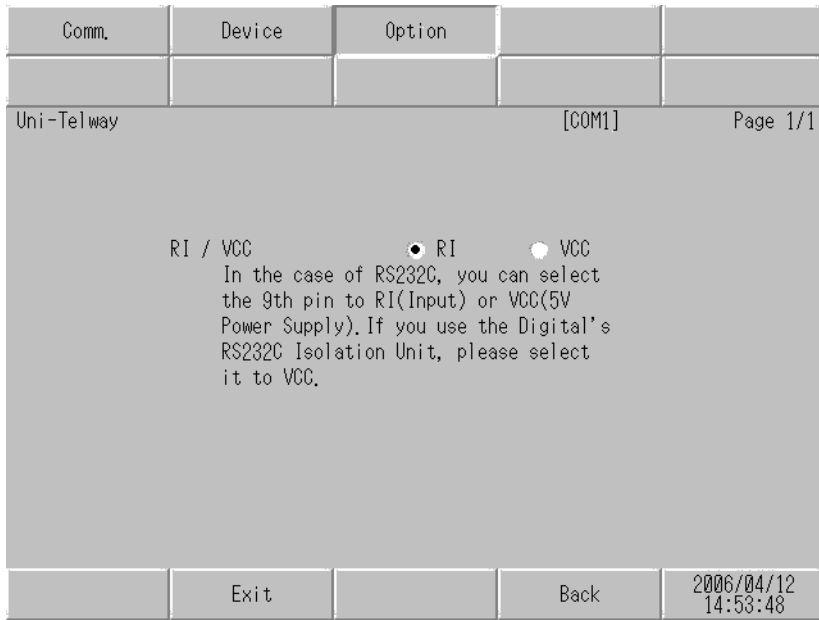 Comm. Device Option
Uni-Telway [COM1] Page 1/1
RI / VCC RI VCC
In the case of RS232C, you can select
the 9th pin to RI(Input) or VCC(5V
Power Supply).If you use the Digital's
RS232C Isolation Unit, please select
it to VCC.
Exit Back 2006/04/12
14:53:48